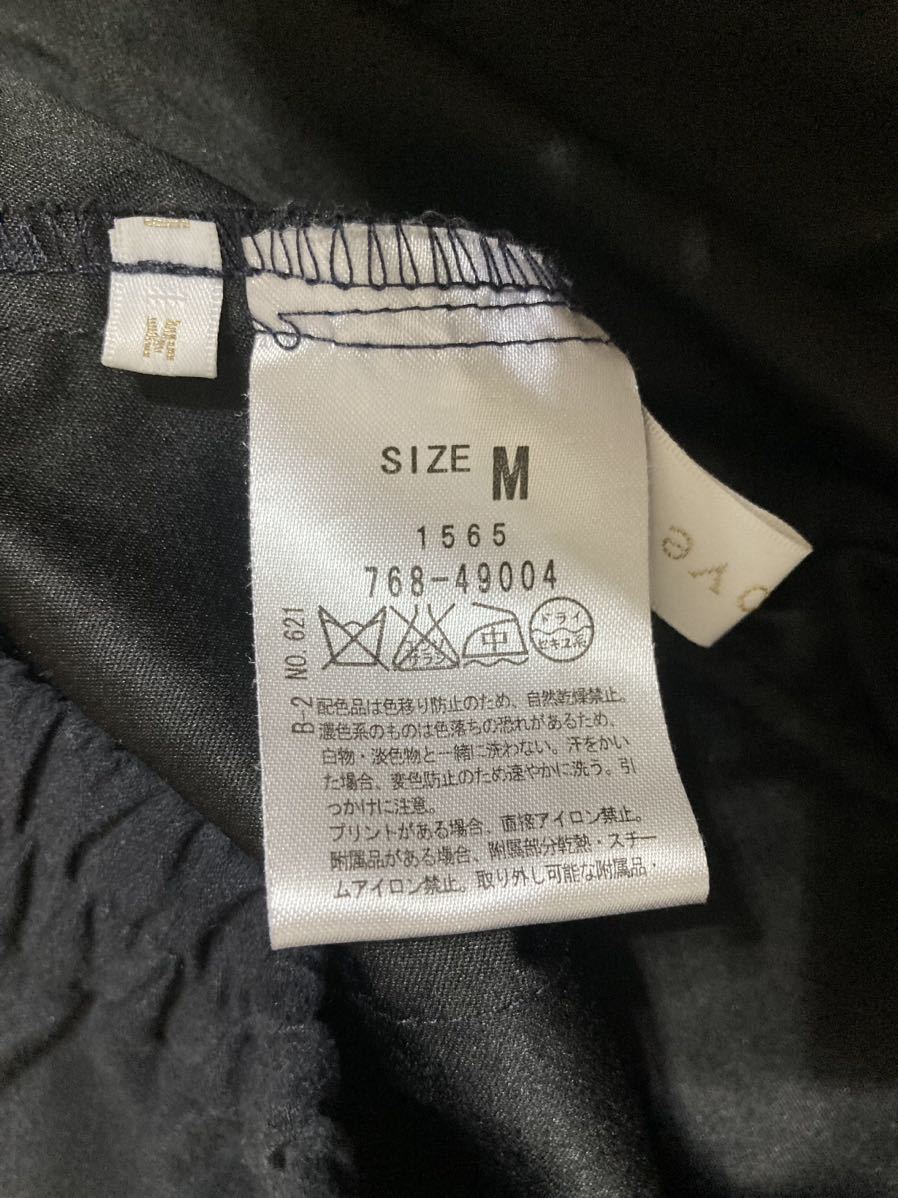 SIZE M
1565
768-49004
中
ドライ
セキユ系
B-2 NO.621
配色品は色移り防止のため、自然乾燥禁止。
濃色系のものは色落ちの恐れがあるため、
白物・淡色物と一緒に洗わない。汗をかい
た場合、変色防止のため速やかに洗う。引
っかけに注意。
プリントがある場合、直接アイロン禁止。
附属品がある場合、附属部分乾熱・スチー
ムアイロン禁止。取り外し可能な附属品・